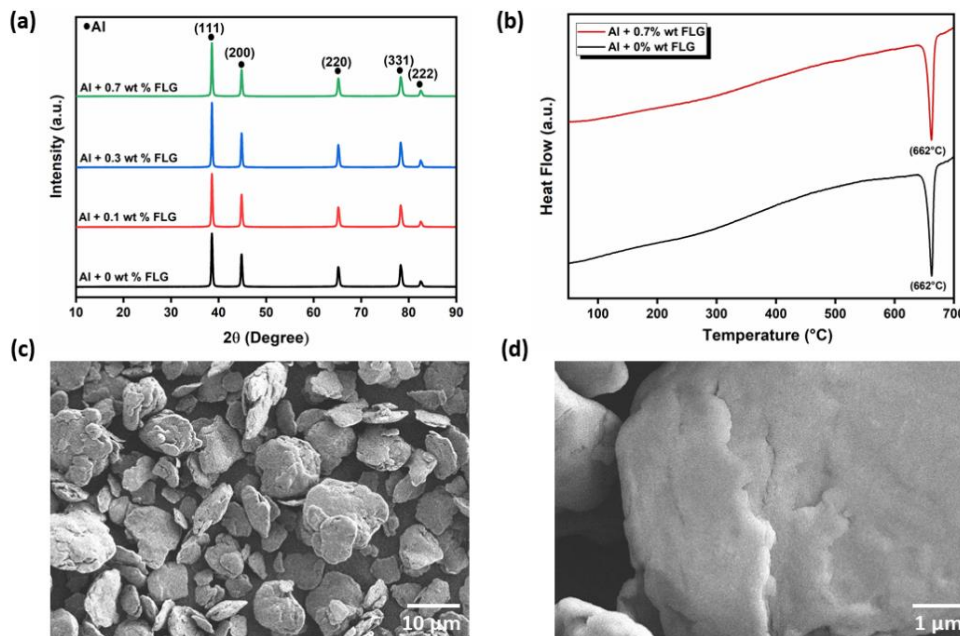 (a)
●Al
(111)
(200)
(220)
(331)
(222)
Al + 0.7 wt % FLG
Al + 0.3 wt % FLG
Al + 0.1 wt % FLG
Al + 0 wt % FLG
Intensity (a.u.)
10 20 30 40 50 60 70 80 90
2θ (Degree)
(b)
Al + 0.7% wt FLG
Al + 0% wt FLG
(662°C)
(662°C)
Heat Flow (a.u.)
100 200 300 400 500 600 700
Temperature (°C)
(c)
10 μm
(d)
1 μm